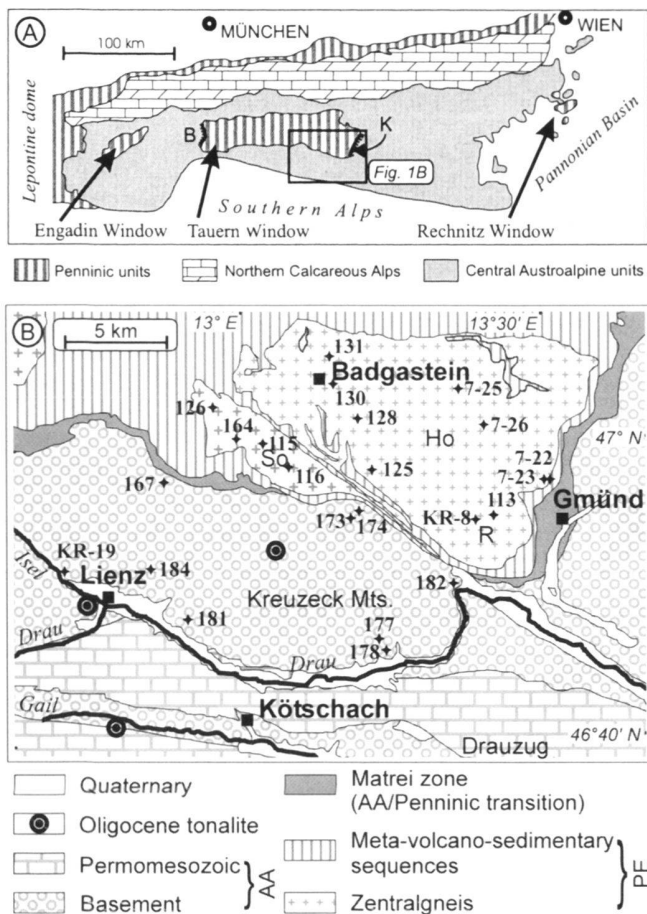 A
100 km
MÜNCHEN
WIEN
Lepontine dome
B
K
Fig. 1B
Pannonian Basin
Southern Alps
Engadin Window
Tauern Window
Rechnitz Window
Penninic units
Northern Calcareous Alps
Central Austroalpine units
B
5 km
13° E
13°30' E
131
Badgastein
130
7-25
126
128
7-26
164
115
Ho
47° N
So
116
125
7-22
7-23
167
113
Gmünd
173
174
KR-8
R
KR-19
184
182
Isel
Lienz
Kreuzeck Mts.
181
177
Drau
Drau
178
Gail
Kötschach
46°40' N
Drauzug
Quaternary
Matrei zone
(AA/Penninic transition)
Oligocene tonalite
Permomesozoic
Meta-volcano-sedimentary
sequences
AA
PE
Basement
Zentralgneis